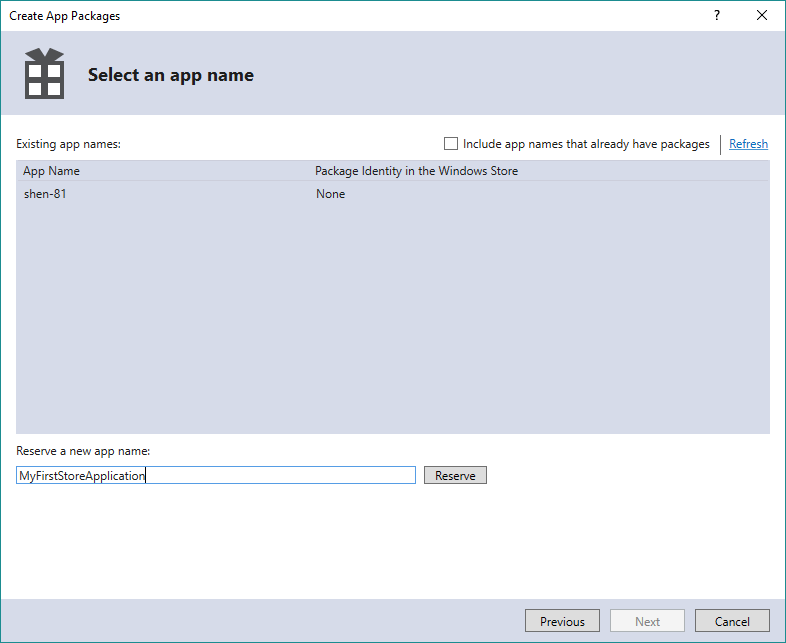 Create App Packages ?
Select an app name
Existing app names: Include app names that already have packages Refresh
App Name Package Identity in the Windows Store
shen-81 None
Reserve a new app name:
MyFirstStoreApplication Reserve
Previous Next Cancel